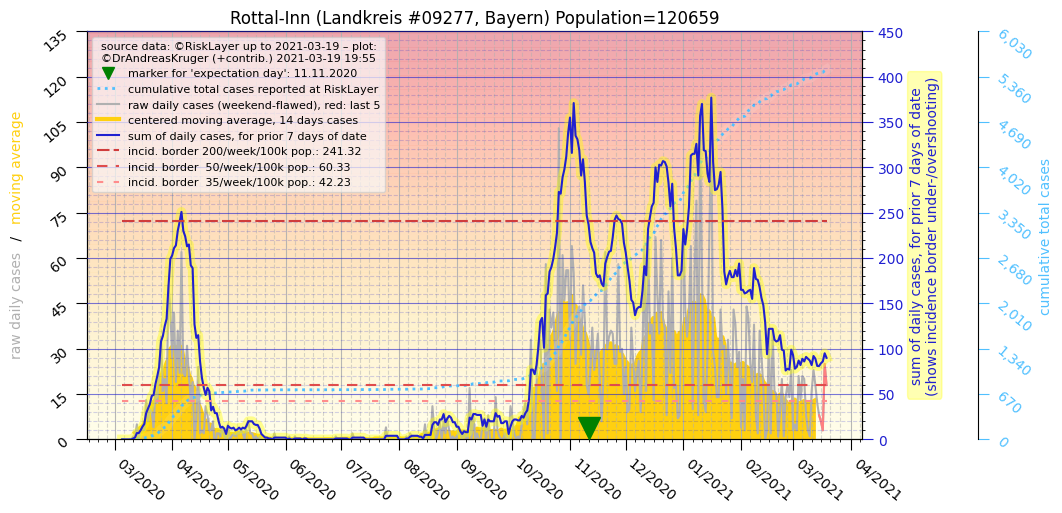 Rottal-Inn (Landkreis #09277, Bayern) Population=120659
source data: ©RiskLayer up to 2021-03-19 – plot:
©DrAndreasKruger (+contrib.) 2021-03-19 19:55
marker for 'expectation day': 11.11.2020
cumulative total cases reported at RiskLayer
raw daily cases (weekend-flawed), red: last 5
centered moving average, 14 days cases
sum of daily cases, for prior 7 days of date
incid. border 200/week/100k pop.: 241.32
incid. border  50/week/100k pop.: 60.33
incid. border  35/week/100k pop.: 42.23
raw daily cases / moving average
135
120
105
90
75
60
45
30
15
0
03/2020
04/2020
05/2020
06/2020
07/2020
08/2020
09/2020
10/2020
11/2020
12/2020
01/2021
02/2021
03/2021
04/2021
450
400
350
300
250
200
150
100
50
0
sum of daily cases, for prior 7 days of date
(shows incidence border under-/overshooting)
6,030
5,360
4,690
4,020
3,350
2,680
2,010
1,340
670
0
cumulative total cases